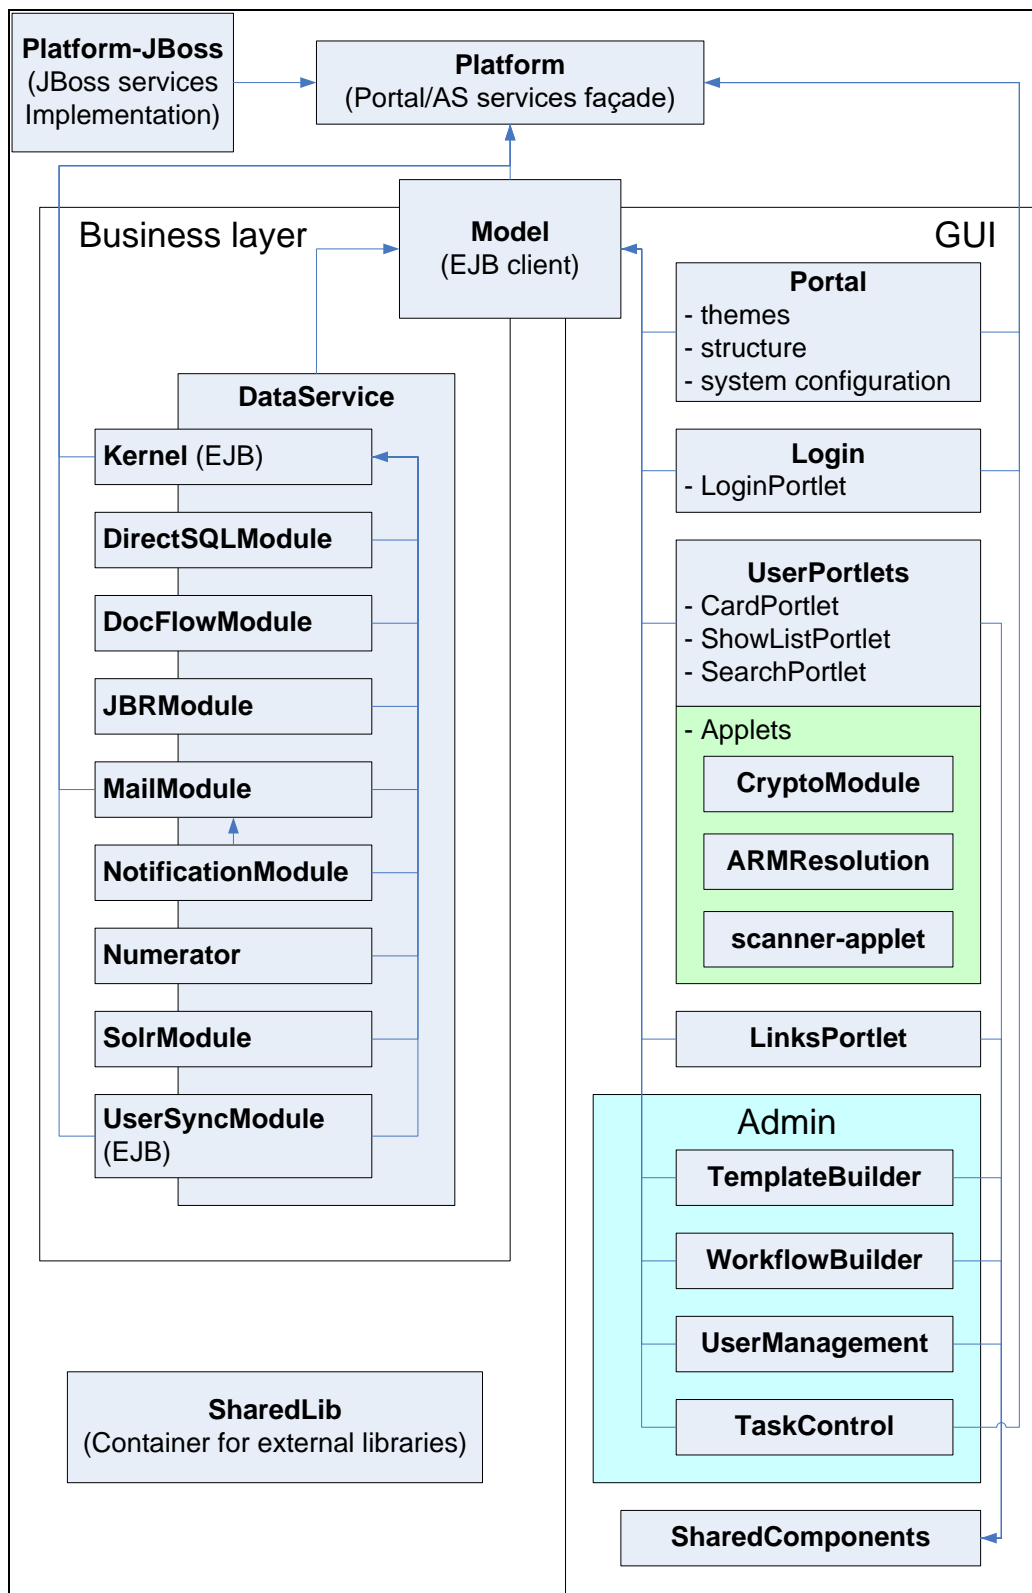 Platform-JBoss
(JBoss services
Implementation)
Platform
(Portal/AS services façade)
Business layer
Model
(EJB client)
GUI
DataService
Kernel (EJB)
DirectSQLModule
DocFlowModule
JBRModule
MailModule
NotificationModule
Numerator
SolrModule
UserSyncModule
(EJB)
SharedLib
(Container for external libraries)
Portal
- themes
- structure
- system configuration
Login
- LoginPortlet
UserPortlets
- CardPortlet
- ShowListPortlet
- SearchPortlet
- Applets
CryptoModule
ARMResolution
scanner-applet
LinksPortlet
Admin
TemplateBuilder
WorkflowBuilder
UserManagement
TaskControl
SharedComponents